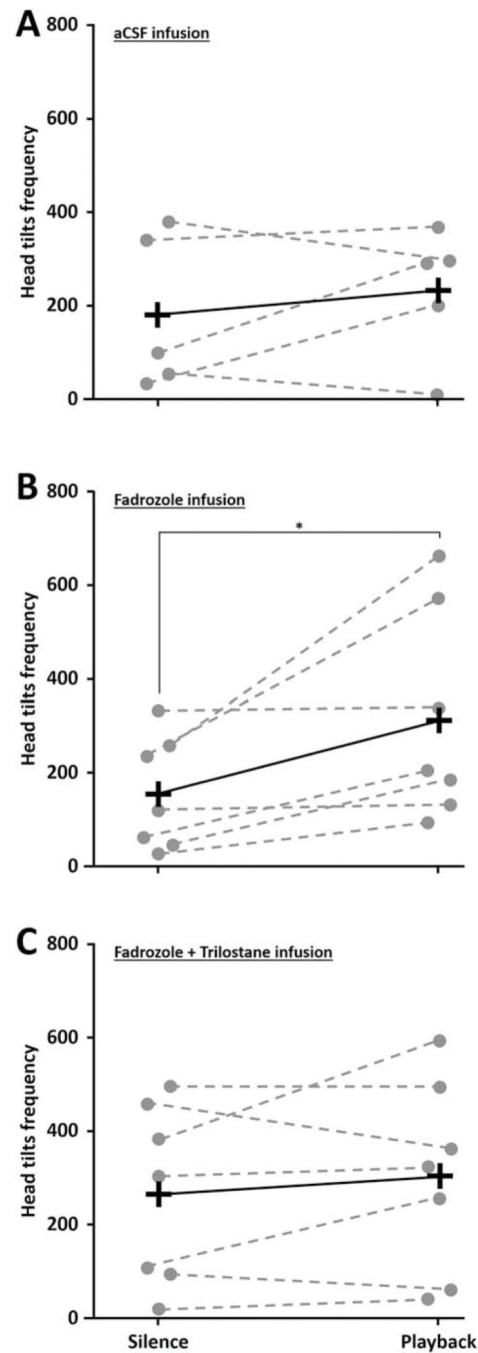 A
aCSF infusion
800
600
400
200
0
Head tilts frequency
B
Fadrozole infusion
*
800
600
400
200
0
Head tilts frequency
C
Fadrozole + Trilostane infusion
800
600
400
200
0
Head tilts frequency
Silence Playback